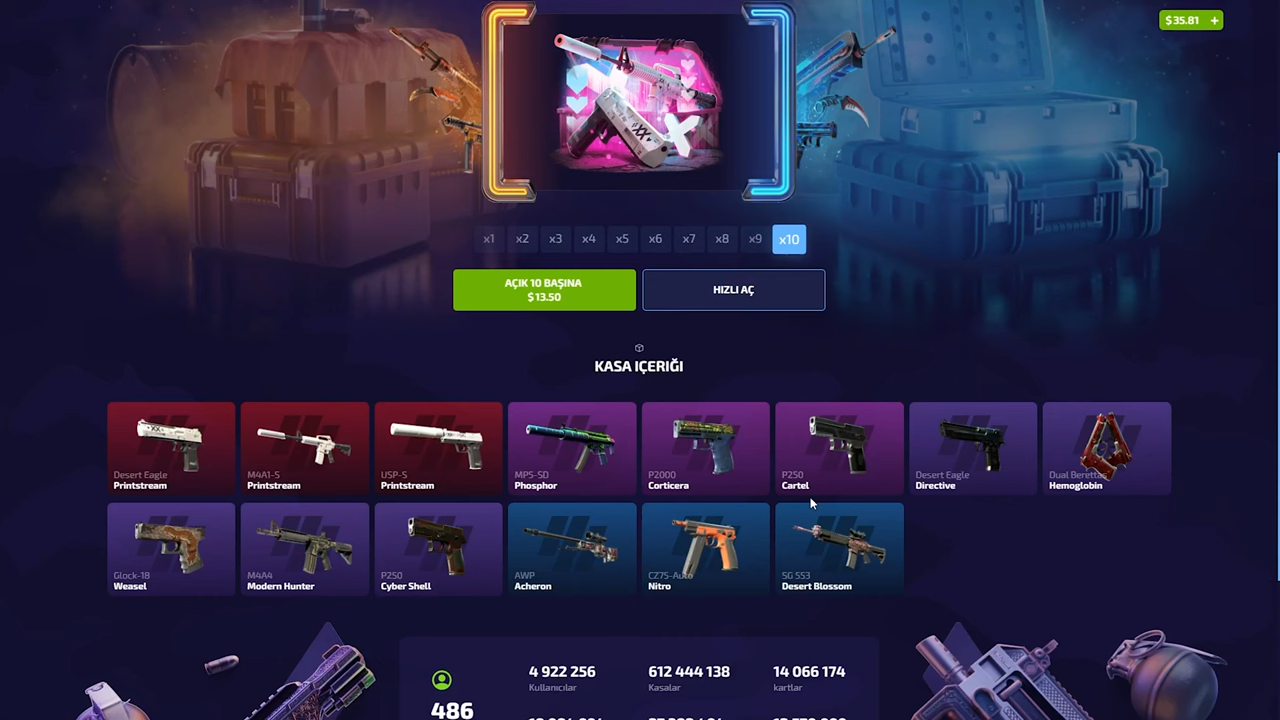 $ 35.81 +
x1 x2 x3 x4 x5 x6 x7 x8 x9 x10
AÇIK 10 BAŞINA
$ 13.50
HIZLI AÇ
KASA IÇERIĞI
Desert Eagle
Printstream
M4A1-S
Printstream
USP-S
Printstream
MP5-SD
Phosphor
P2000
Corticera
P250
Cartel
Desert Eagle
Directive
Dual Berettas
Hemoglobin
Glock-18
Weasel
M4A4
Modern Hunter
P250
Cyber Shell
AWP
Acheron
CZ75-Auto
Nitro
SG 553
Desert Blossom
486
4 922 256
Kullanıcılar
612 444 138
Kasalar
14 066 174
kartlar